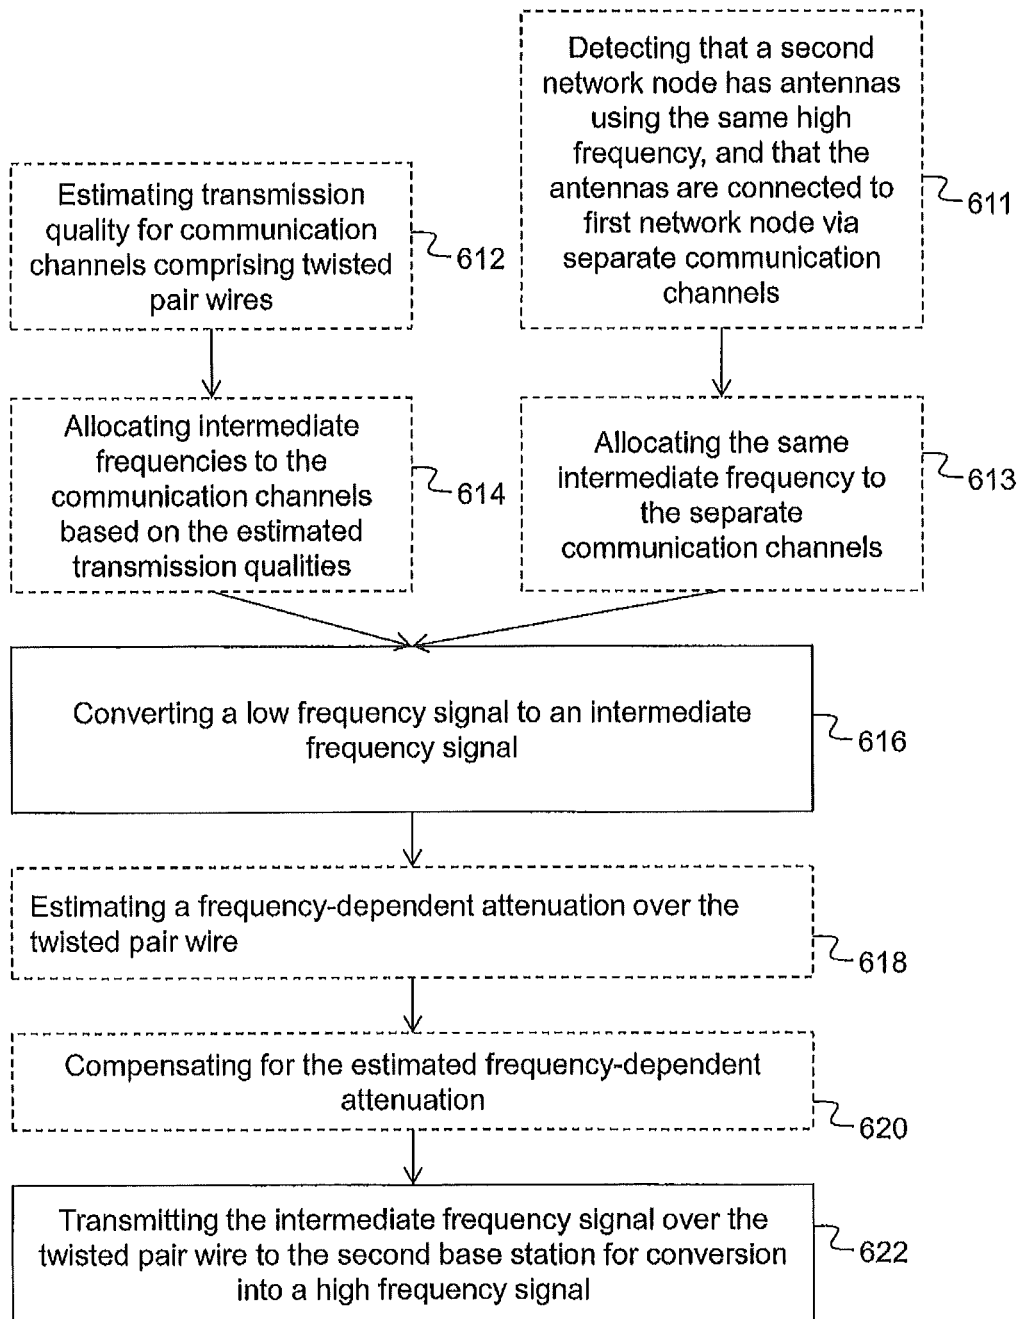 Detecting that a second
network node has antennas
using the same high
frequency, and that the
antennas are connected to
first network node via
separate communication
channels
611
Estimating transmission
quality for communication
channels comprising twisted
pair wires
612
Allocating intermediate
frequencies to the
communication channels
based on the estimated
transmission qualities
614
Allocating the same
intermediate frequency to
the separate
communication channels
613
Converting a low frequency signal to an intermediate
frequency signal
616
Estimating a frequency-dependent attenuation over the
twisted pair wire
618
Compensating for the estimated frequency-dependent
attenuation
620
Transmitting the intermediate frequency signal over the
twisted pair wire to the second base station for conversion
into a high frequency signal
622